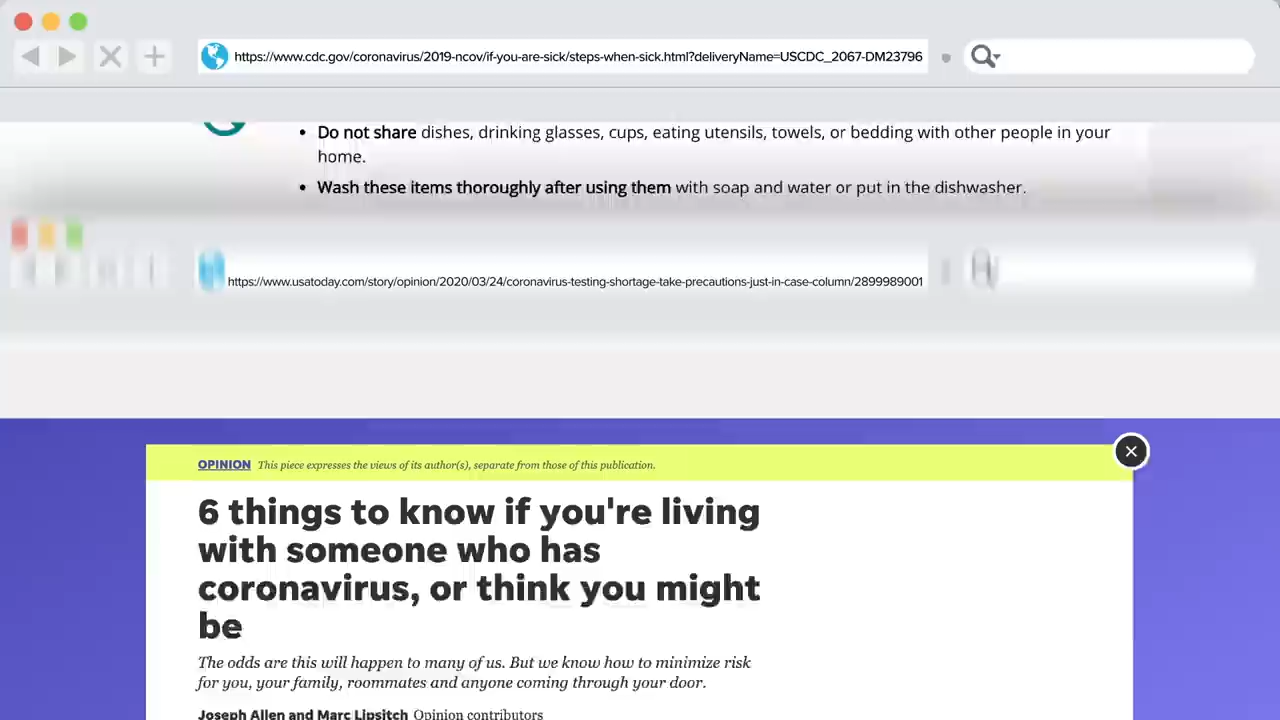 https://www.cdc.gov/coronavirus/2019-ncov/if-you-are-sick/steps-when-sick.html?deliveryName=USCDC_2067-DM23796
• Do not share dishes, drinking glasses, cups, eating utensils, towels, or bedding with other people in your
home.
• Wash these items thoroughly after using them with soap and water or put in the dishwasher.
https://www.usatoday.com/story/opinion/2020/03/24/coronavirus-testing-shortage-take-precautions-just-in-case-column/2899989001
OPINION This piece expresses the views of its author(s), separate from those of this publication.
6 things to know if you're living
with someone who has
coronavirus, or think you might
be
The odds are this will happen to many of us. But we know how to minimize risk
for you, your family, roommates and anyone coming through your door.
Joseph Allen and Marc Lipsitch Opinion contributors